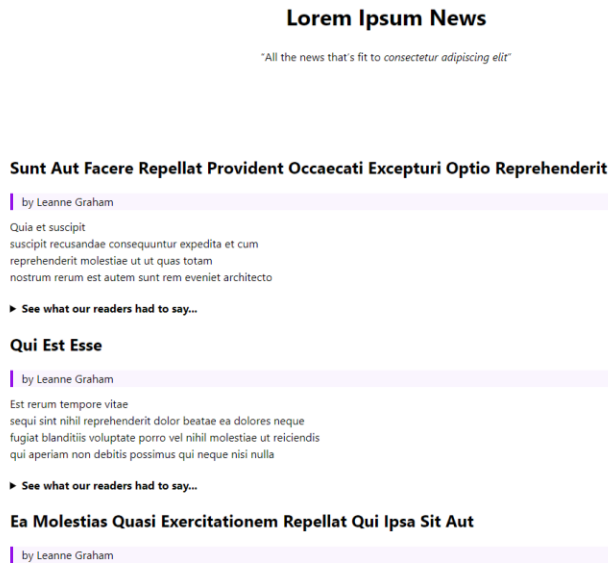 Lorem Ipsum News
"All the news that's fit to consectetur adipiscing elit"
Sunt Aut Facere Repellat Provident Occaecati Excepturi Optio Reprehenderit
by Leanne Graham
Quia et suscipit
suscipit recusandae consequuntur expedita et cum
reprehenderit molestiae ut ut quas totam
nostrum rerum est autem sunt rem eveniet architecto
▶ See what our readers had to say...
Qui Est Esse
by Leanne Graham
Est rerum tempore vitae
sequi sint nihil reprehenderit dolor beatae ea dolores neque
fugiat blanditiis voluptate porro vel nihil molestiae ut reiciendis
qui aperiam non debitis possimus qui neque nisi nulla
▶ See what our readers had to say...
Ea Molestias Quasi Exercitationem Repellat Qui Ipsa Sit Aut
by Leanne Graham